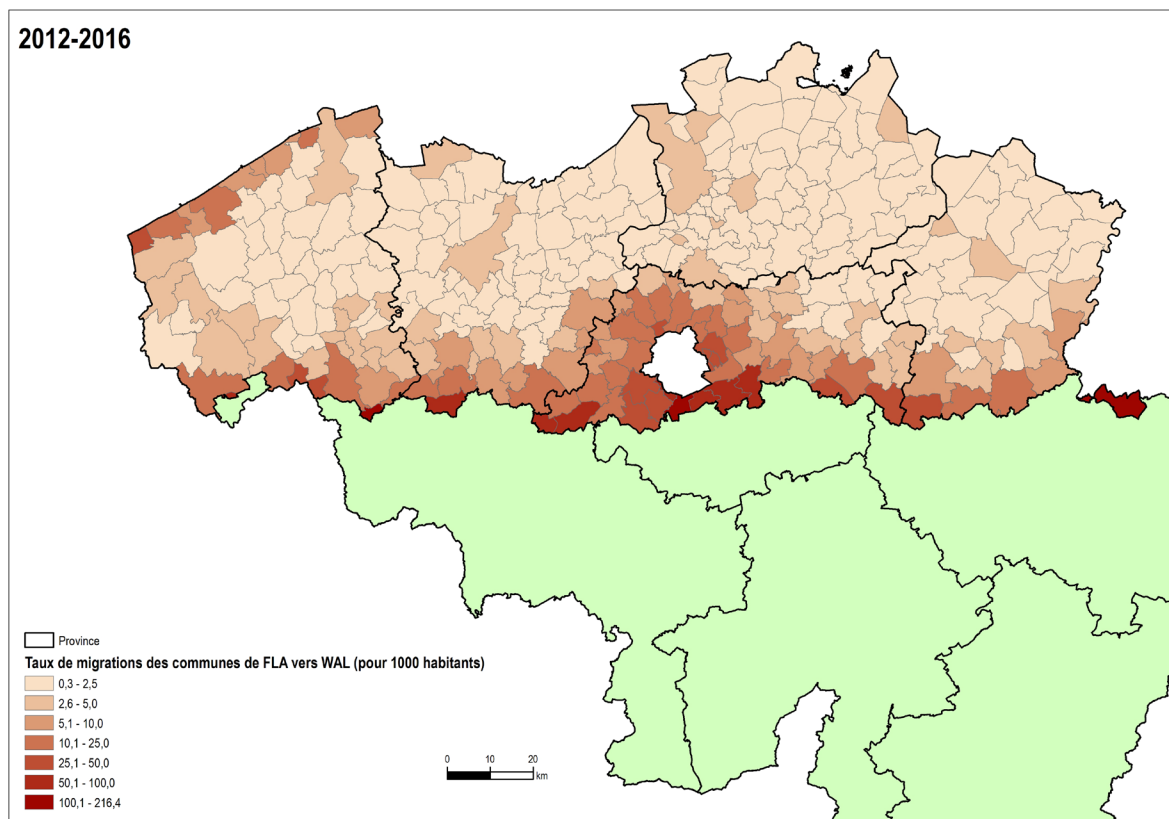 2012-2016
Province
Taux de migrations des communes de FLA vers WAL (pour 1000 habitants)
0,3 - 2,5
2,6 - 5,0
5,1 - 10,0
10,1 - 25,0
25,1 - 50,0
50,1 - 100,0
100,1 - 216,4
0 10 20
km